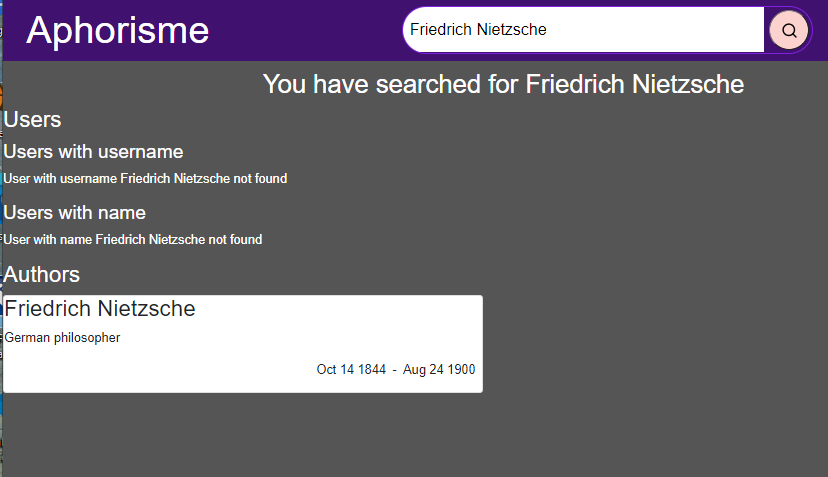 Aphorisme
Friedrich Nietzsche
You have searched for Friedrich Nietzsche
Users
Users with username
User with username Friedrich Nietzsche not found
Users with name
User with name Friedrich Nietzsche not found
Authors
Friedrich Nietzsche
German philosopher
Oct 14 1844 - Aug 24 1900